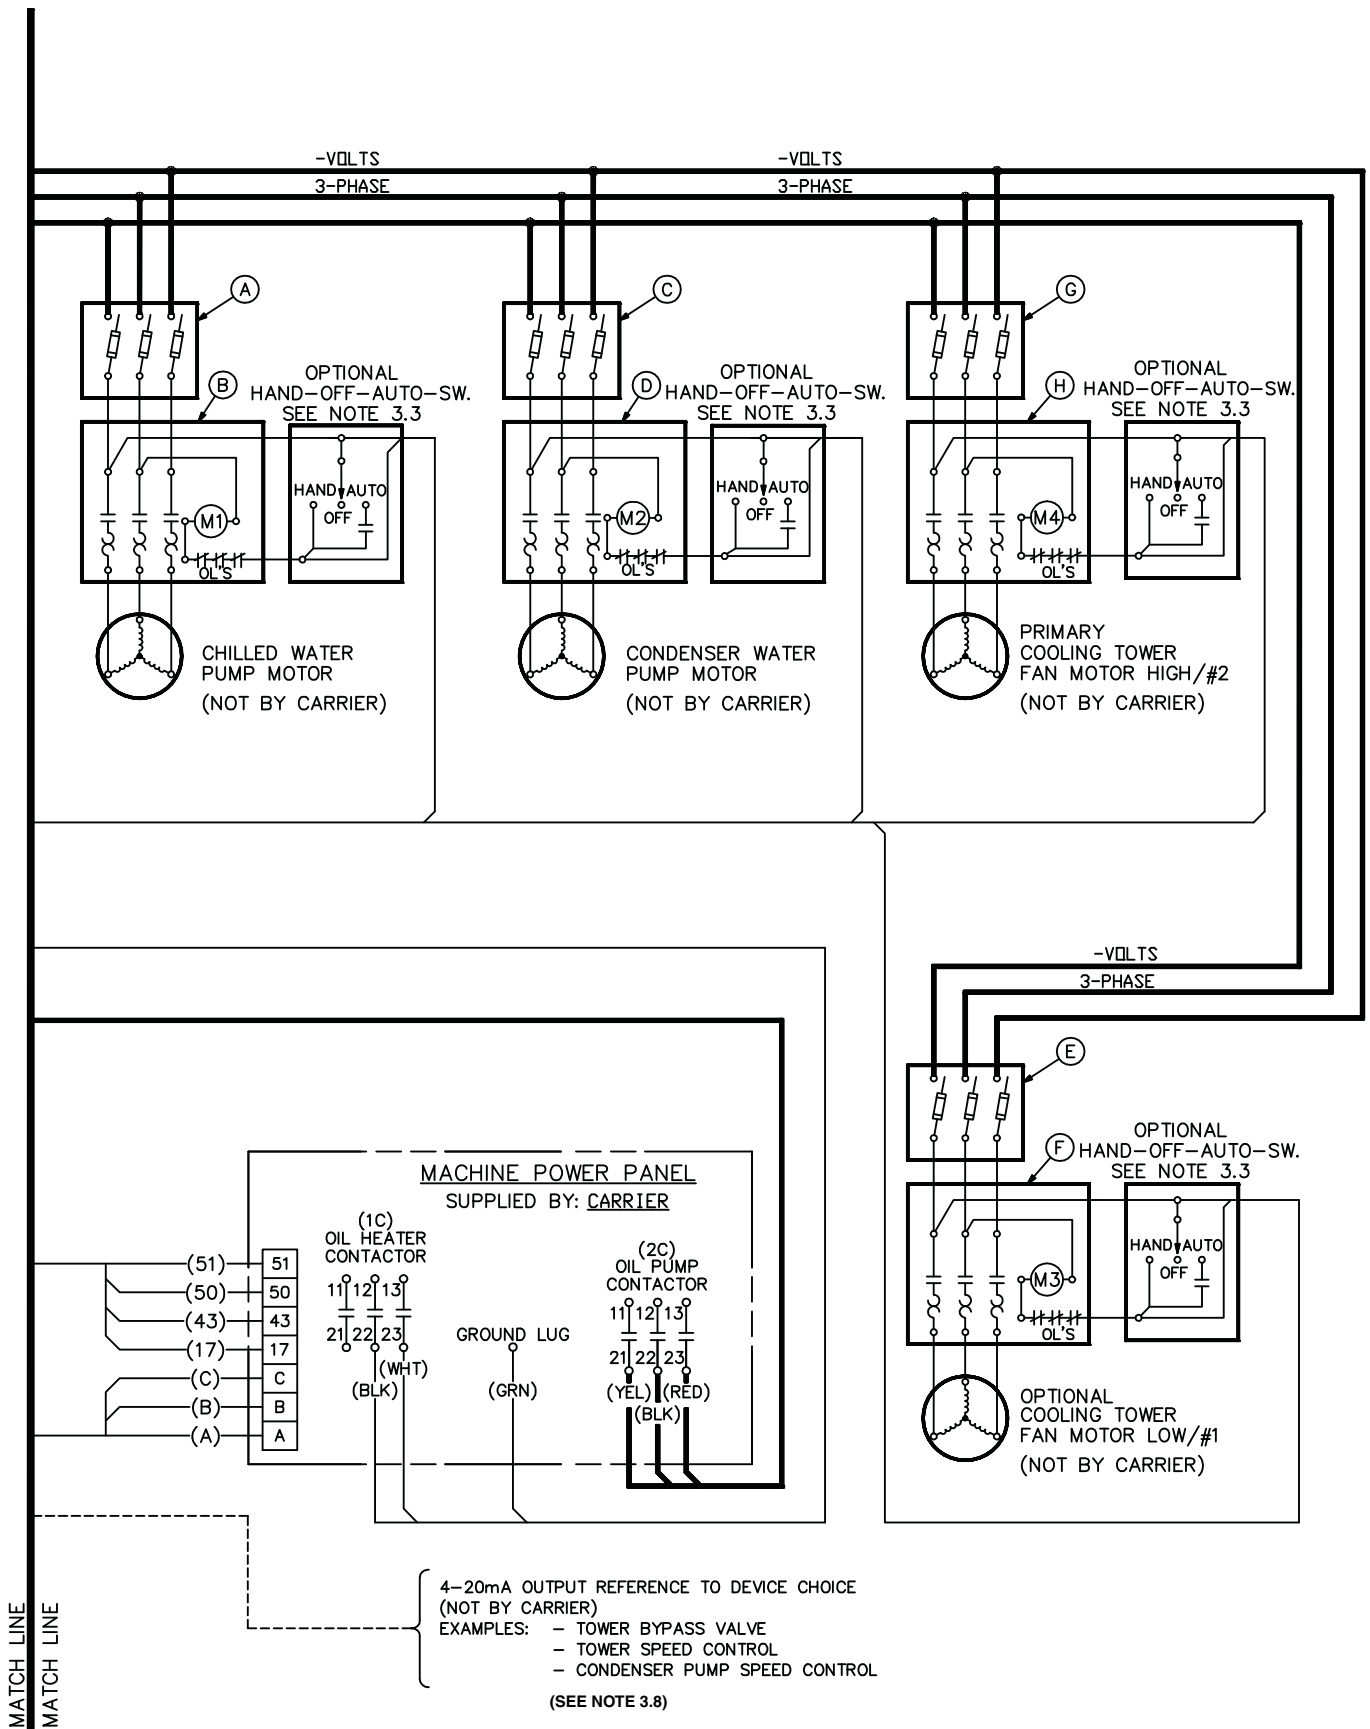 -VOLTS
3-PHASE
-VOLTS
3-PHASE
A
C
G
B
OPTIONAL
HAND-OFF-AUTO-SW.
SEE NOTE 3.3
D
OPTIONAL
HAND-OFF-AUTO-SW.
SEE NOTE 3.3
H
OPTIONAL
HAND-OFF-AUTO-SW.
SEE NOTE 3.3
HAND AUTO
OFF
M1
OL'S
HAND AUTO
OFF
M2
OL'S
HAND AUTO
OFF
M4
OL'S
CHILLED WATER
PUMP MOTOR
(NOT BY CARRIER)
CONDENSER WATER
PUMP MOTOR
(NOT BY CARRIER)
PRIMARY
COOLING TOWER
FAN MOTOR HIGH/#2
(NOT BY CARRIER)
-VOLTS
3-PHASE
E
F
OPTIONAL
HAND-OFF-AUTO-SW.
SEE NOTE 3.3
HAND AUTO
OFF
M3
OL'S
OPTIONAL
COOLING TOWER
FAN MOTOR LOW/#1
(NOT BY CARRIER)
MACHINE POWER PANEL
SUPPLIED BY: CARRIER
(1C)
OIL HEATER
CONTACTOR
11 12 13
21 22 23
(WHT)
(BLK)
GROUND LUG
(GRN)
(2C)
OIL PUMP
CONTACTOR
11 12 13
21 22 23
(YEL) (RED)
(BLK)
(51) 51
(50) 50
(43) 43
(17) 17
(C) C
(B) B
(A) A
4-20mA OUTPUT REFERENCE TO DEVICE CHOICE
(NOT BY CARRIER)
EXAMPLES: - TOWER BYPASS VALVE
- TOWER SPEED CONTROL
- CONDENSER PUMP SPEED CONTROL
(SEE NOTE 3.8)
MATCH LINE
MATCH LINE